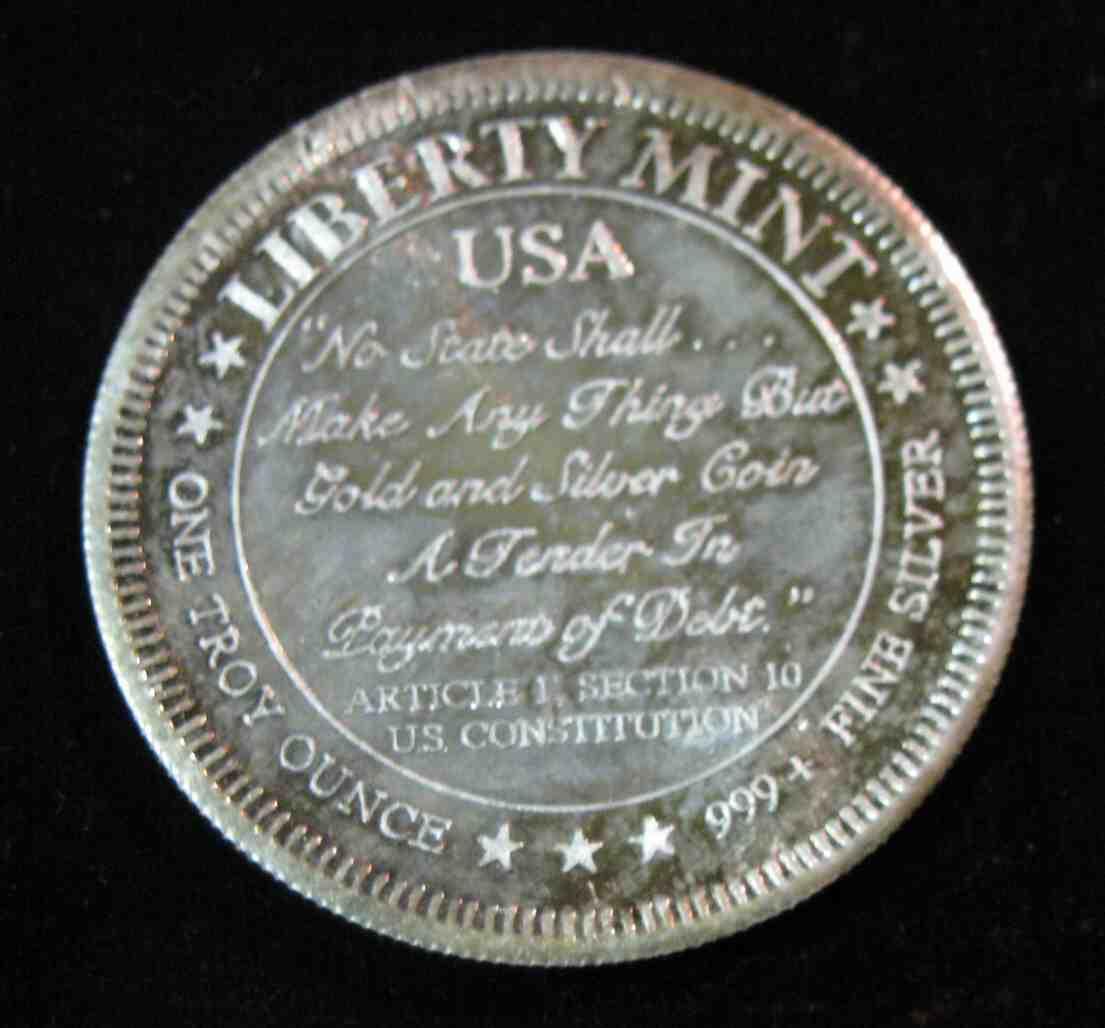 LIBERTY MINT
USA
"No State Shall . . .
Make Any Thing But
Gold and Silver Coin
A Tender In
Payments of Debt."
ARTICLE 1, SECTION 10
U.S. CONSTITUTION
ONE TROY OUNCE
999+ FINE SILVER